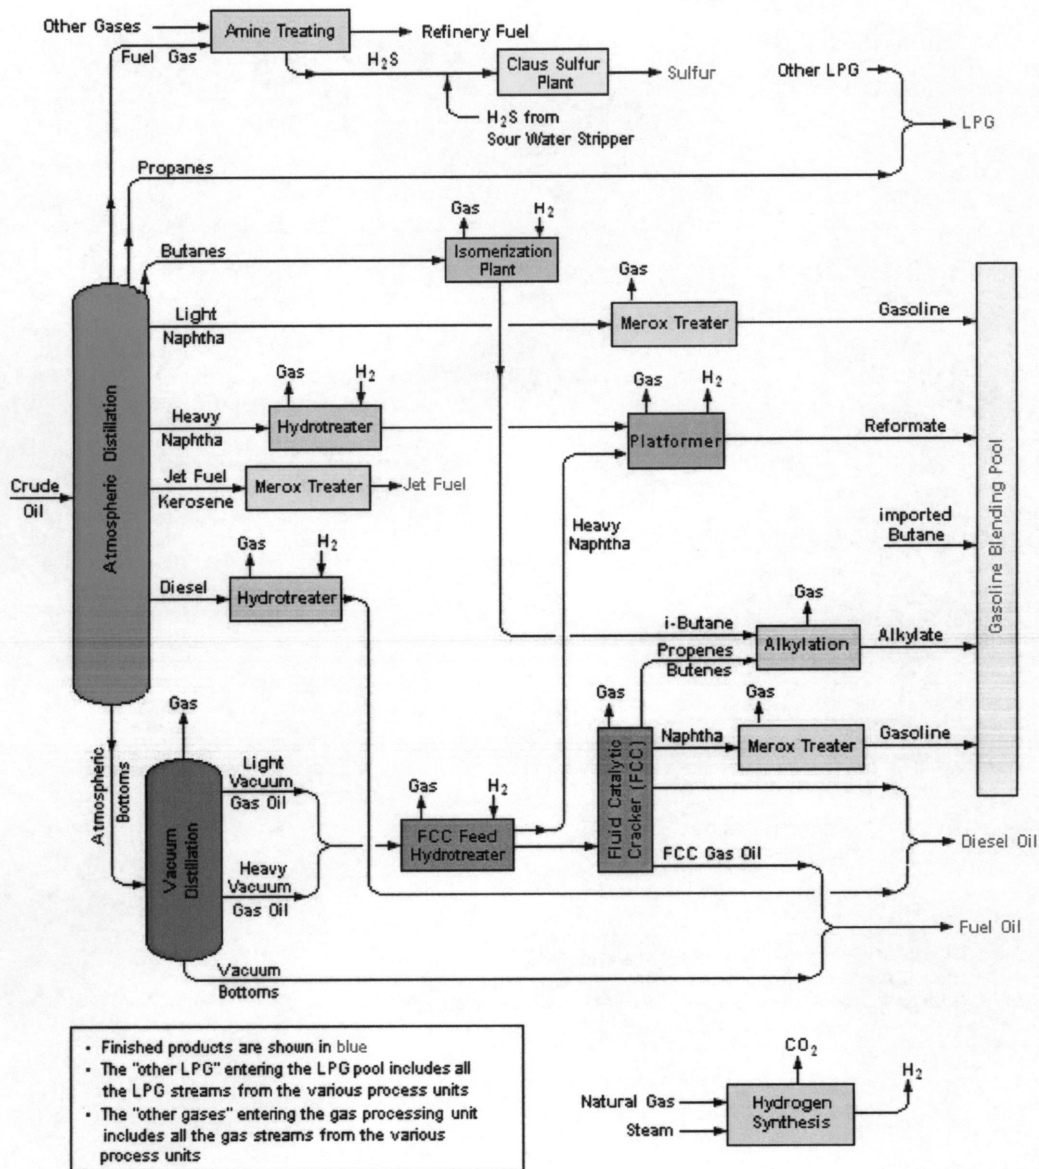 Other Gases
Fuel Gas
Amine Treating
Refinery Fuel
H₂S
Claus Sulfur
Plant
Sulfur
H₂S from
Sour Water Stripper
Other LPG
LPG
Propanes
Butanes
Gas
H₂
Isomerization
Plant
Light
Naphtha
Gas
Merox Treater
Gasoline
Heavy
Naphtha
Gas
H₂
Hydrotreater
Gas
H₂
Platformer
Reformate
Crude
Oil
Atmospheric Distillation
Jet Fuel
Kerosene
Merox Treater
Jet Fuel
Heavy
Naphtha
imported
Butane
Gasoline Blending Pool
Diesel
Gas
H₂
Hydrotreater
i-Butane
Propenes
Butenes
Gas
Alkylation
Alkylate
Atmospheric
Bottoms
Gas
Vacuum
Distillation
Light
Vacuum
Gas Oil
Heavy
Vacuum
Gas Oil
Gas
H₂
FCC Feed
Hydrotreater
Gas
Fluid Catalytic
Cracker (FCC)
Naphtha
Gas
Merox Treater
Gasoline
FCC Gas Oil
Diesel Oil
Fuel Oil
Vacuum
Bottoms
• Finished products are shown in blue
• The "other LPG" entering the LPG pool includes all
the LPG streams from the various process units
• The "other gases" entering the gas processing unit
includes all the gas streams from the various
process units
Natural Gas
Steam
CO₂
Hydrogen
Synthesis
H₂